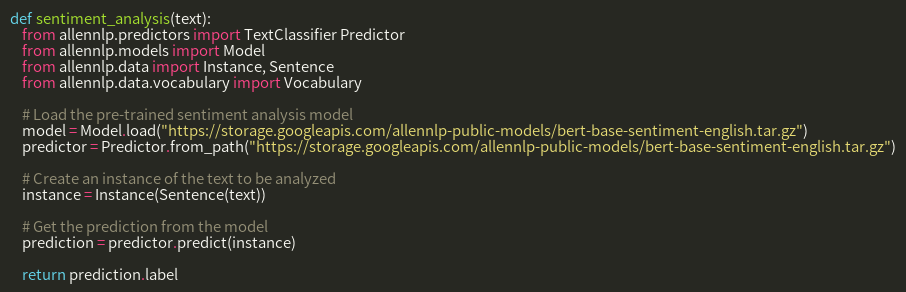 def sentiment_analysis(text):
from allennlp.predictors import TextClassifier Predictor
from allennlp.models import Model
from allennlp.data import Instance, Sentence
from allennlp.data.vocabulary import Vocabulary
# Load the pre-trained sentiment analysis model
model = Model.load("https://storage.googleapis.com/allennlp-public-models/bert-base-sentiment-english.tar.gz")
predictor = Predictor.from_path("https://storage.googleapis.com/allennlp-public-models/bert-base-sentiment-english.tar.gz")
# Create an instance of the text to be analyzed
instance = Instance(Sentence(text))
# Get the prediction from the model
prediction = predictor.predict(instance)
return prediction.label